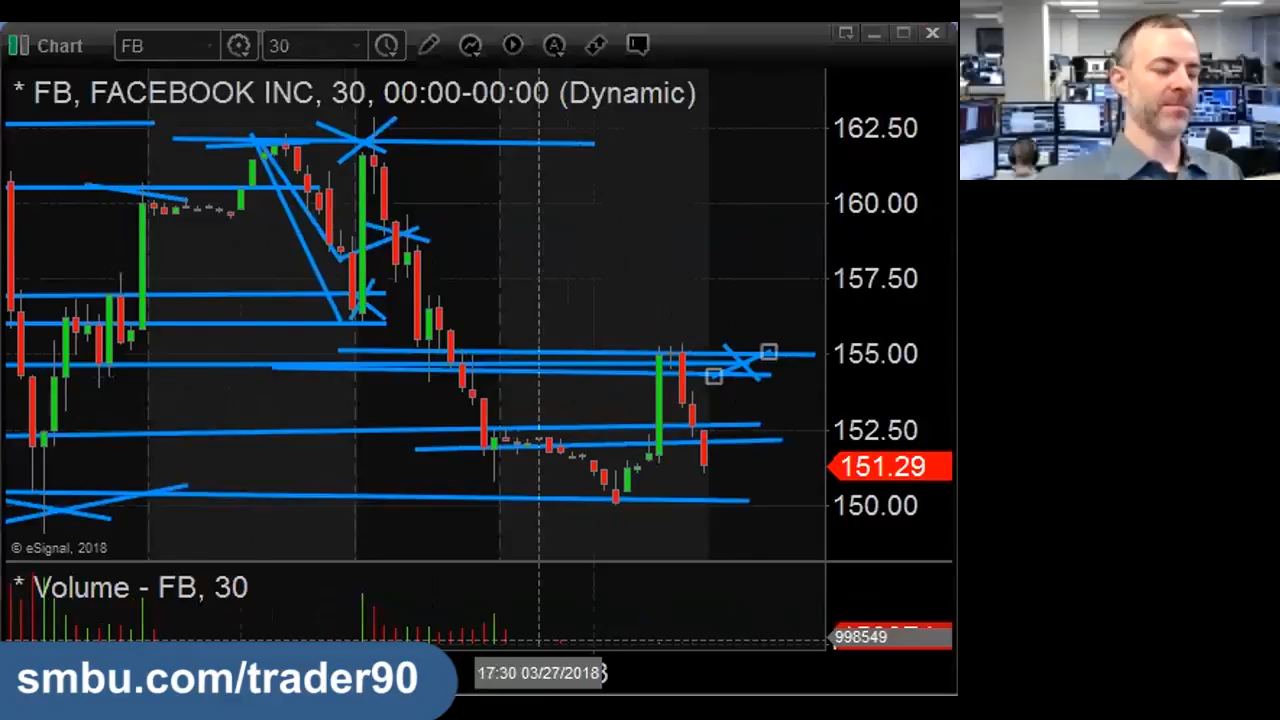 Chart FB 30
* FB, FACEBOOK INC, 30, 00:00-00:00 (Dynamic)
162.50
160.00
157.50
155.00
152.50
151.29
150.00
© eSignal, 2018
* Volume - FB, 30
998549
17:30 03/27/2018
smbu.com/trader90